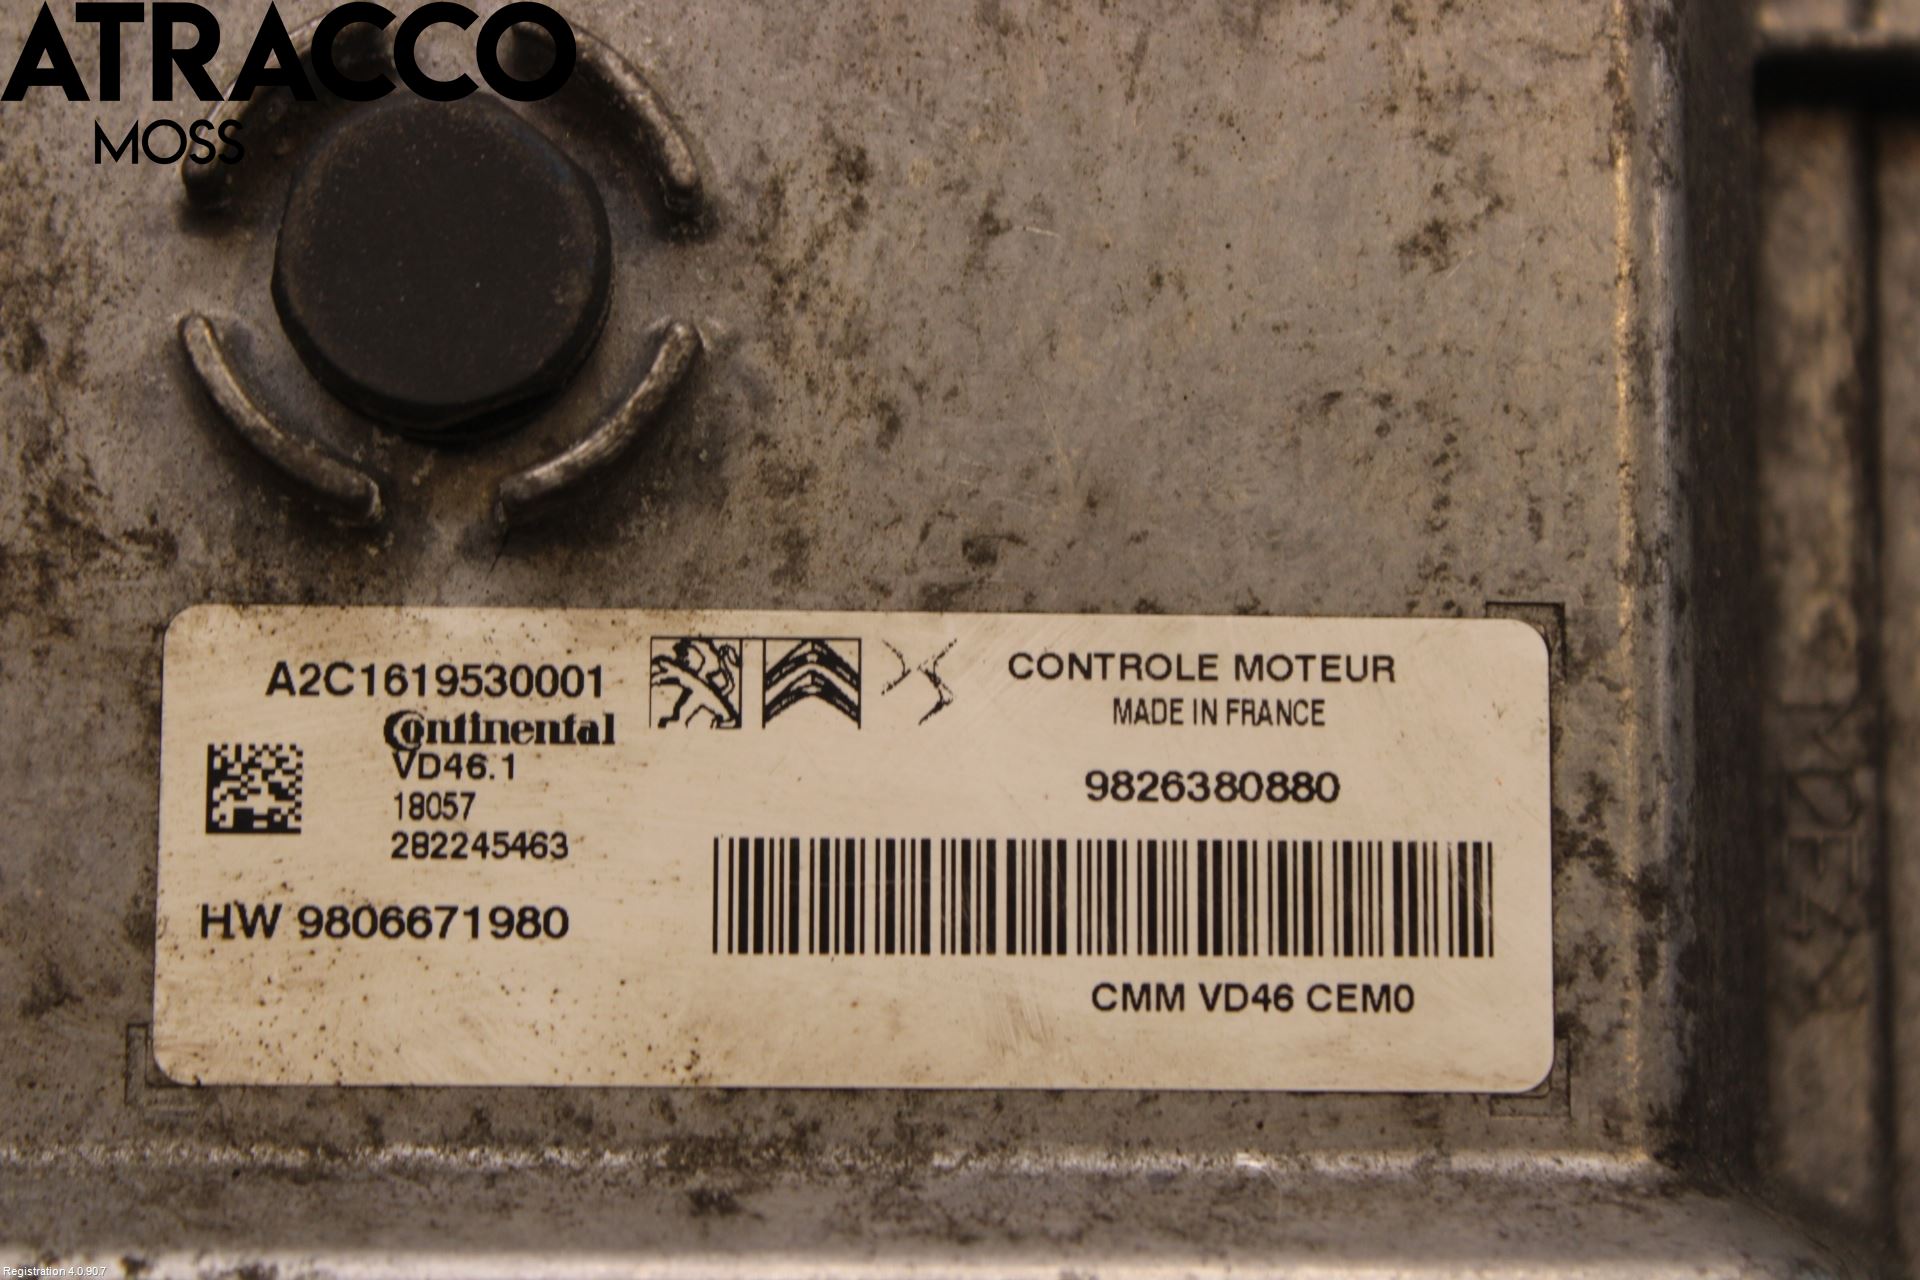 ATRACCO
MOSS
A2C1619530001
Continental
VD46.1
18057
282245463
HW 9806671980
CONTROLE MOTEUR
MADE IN FRANCE
9826380880
CMM VD46 CEM0
Registration 4.0.90.7